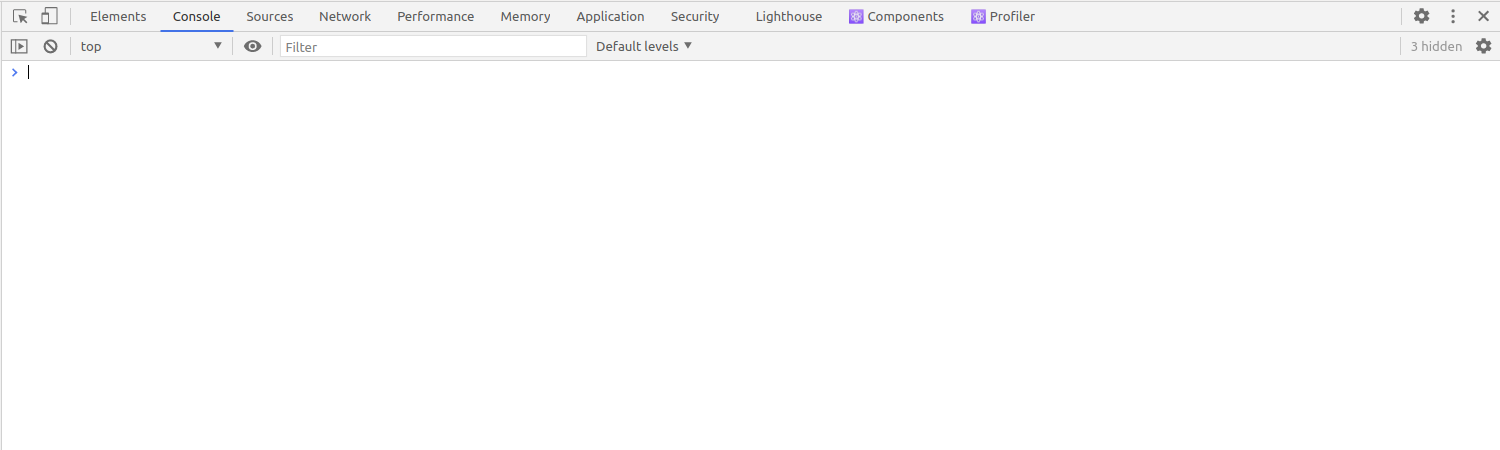 Elements Console Sources Network Performance Memory Application Security Lighthouse Components Profiler
top Filter Default levels 3 hidden